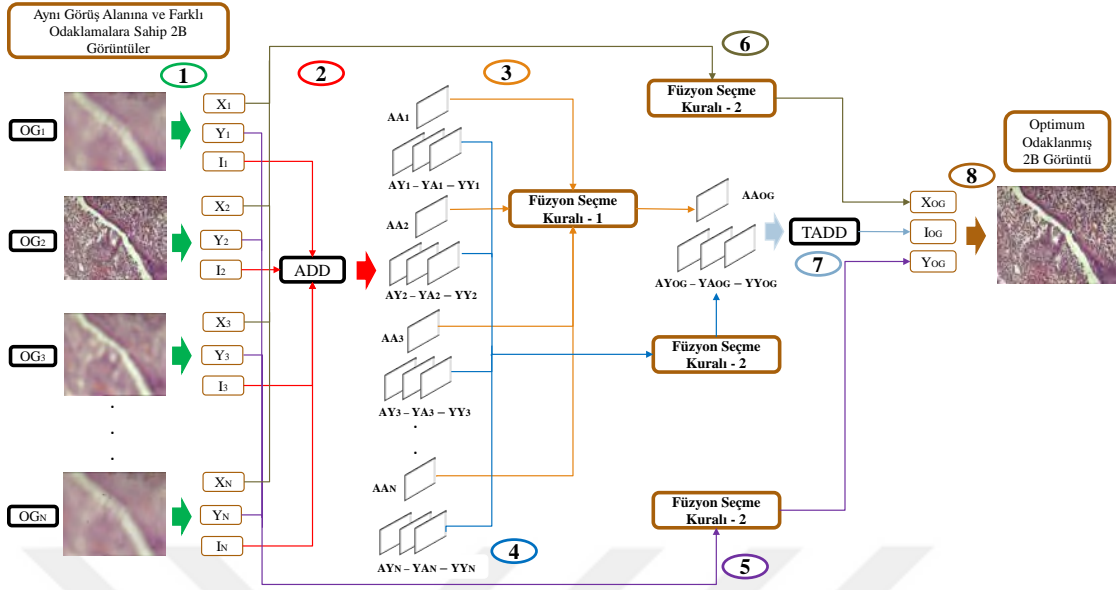 Aynı Görüş Alanına ve Farklı
Odaklamalara Sahip 2B
Görüntüler
1
2
3
6
Füzyon Seçme
Kuralı - 2
OG1
X1
Y1
I1
AA1
AY1 – YA1 – YY1
Optimum
Odaklanmış
2B Görüntü
8
OG2
X2
Y2
I2
ADD
AA2
AY2 – YA2 – YY2
Füzyon Seçme
Kuralı - 1
AAOG
AYOG – YAOG – YYOG
TADD
7
XOG
IOG
YOG
OG3
X3
Y3
I3
AA3
AY3 – YA3 – YY3
Füzyon Seçme
Kuralı - 2
.
.
.
.
.
.
.
.
OGN
XN
YN
IN
AAN
AYN – YAN – YYN
4
Füzyon Seçme
Kuralı - 2
5